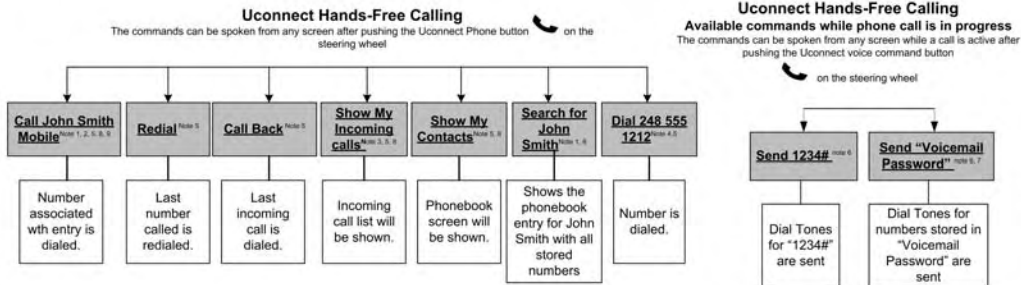 Uconnect Hands-Free Calling
The commands can be spoken from any screen after pushing the Uconnect Phone button on the
steering wheel
Call John Smith
Mobile Note 1, 2, 5, 8, 9
Number
associated
wth entry is
dialed.
Redial Note 5
Last
number
called is
redialed.
Call Back Note 5
Last
incoming
call is
dialed.
Show My
Incoming
calls" Note 3, 5, 8
Incoming
call list will
be shown.
Show My
Contacts Note 5, 8
Phonebook
screen will
be shown.
Search for
John
Smith Note 1, 8
Shows the
phonebook
entry for John
Smith with all
stored
numbers
Dial 248 555
1212 Note 4,5
Number is
dialed.
Uconnect Hands-Free Calling
Available commands while phone call is in progress
The commands can be spoken from any screen while a call is active after
pushing the Uconnect voice command button
on the steering wheel
Send 1234# note 6
Dial Tones
for "1234#"
are sent
Send "Voicemail
Password" note 6, 7
Dial Tones for
numbers stored in
"Voicemail
Password" are
sent